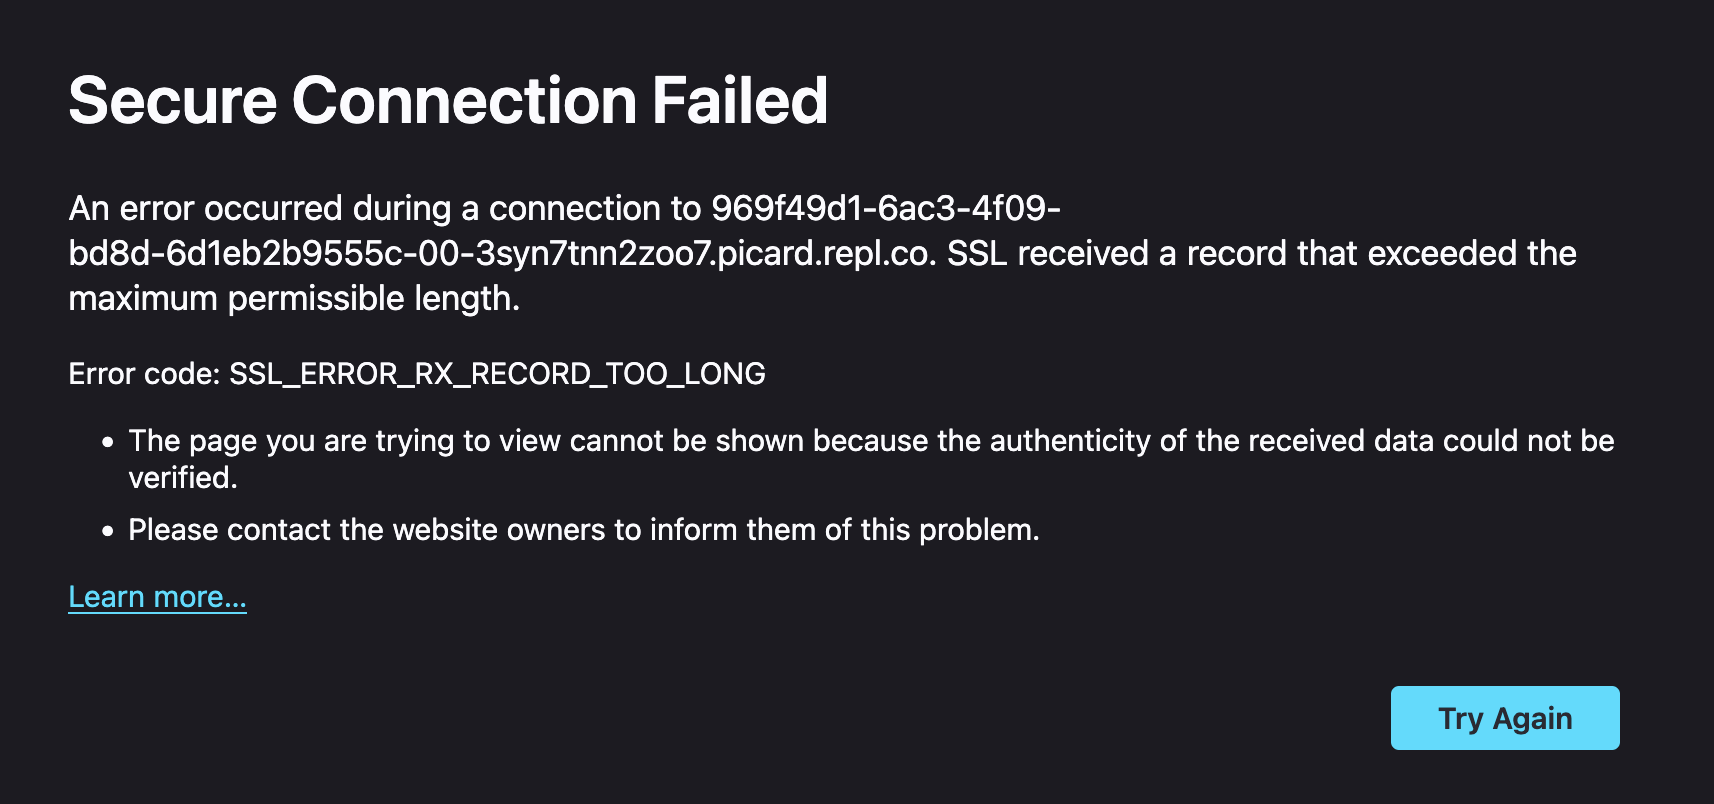 Secure Connection Failed
An error occurred during a connection to 969f49d1-6ac3-4f09-
bd8d-6d1eb2b9555c-00-3syn7tnn2zoo7.picard.repl.co. SSL received a record that exceeded the
maximum permissible length.
Error code: SSL_ERROR_RX_RECORD_TOO_LONG
• The page you are trying to view cannot be shown because the authenticity of the received data could not be
verified.
• Please contact the website owners to inform them of this problem.
Learn more...
Try Again